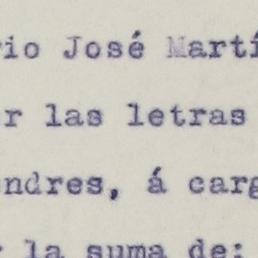 rio José Martí
r las letras
ndres, á carg
r la suma de: